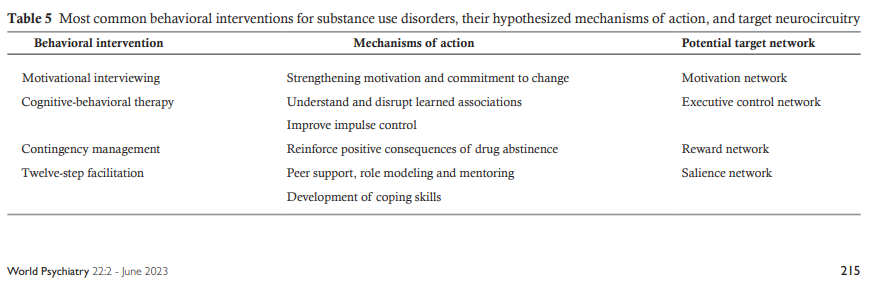 Table 5 Most common behavioral interventions for substance use disorders, their hypothesized mechanisms of action, and target neurocircuitry
Behavioral intervention Mechanisms of action Potential target network
Motivational interviewing Strengthening motivation and commitment to change Motivation network
Cognitive-behavioral therapy Understand and disrupt learned associations Executive control network
Improve impulse control
Contingency management Reinforce positive consequences of drug abstinence Reward network
Twelve-step facilitation Peer support, role modeling and mentoring Salience network
Development of coping skills
World Psychiatry 22:2 - June 2023 215